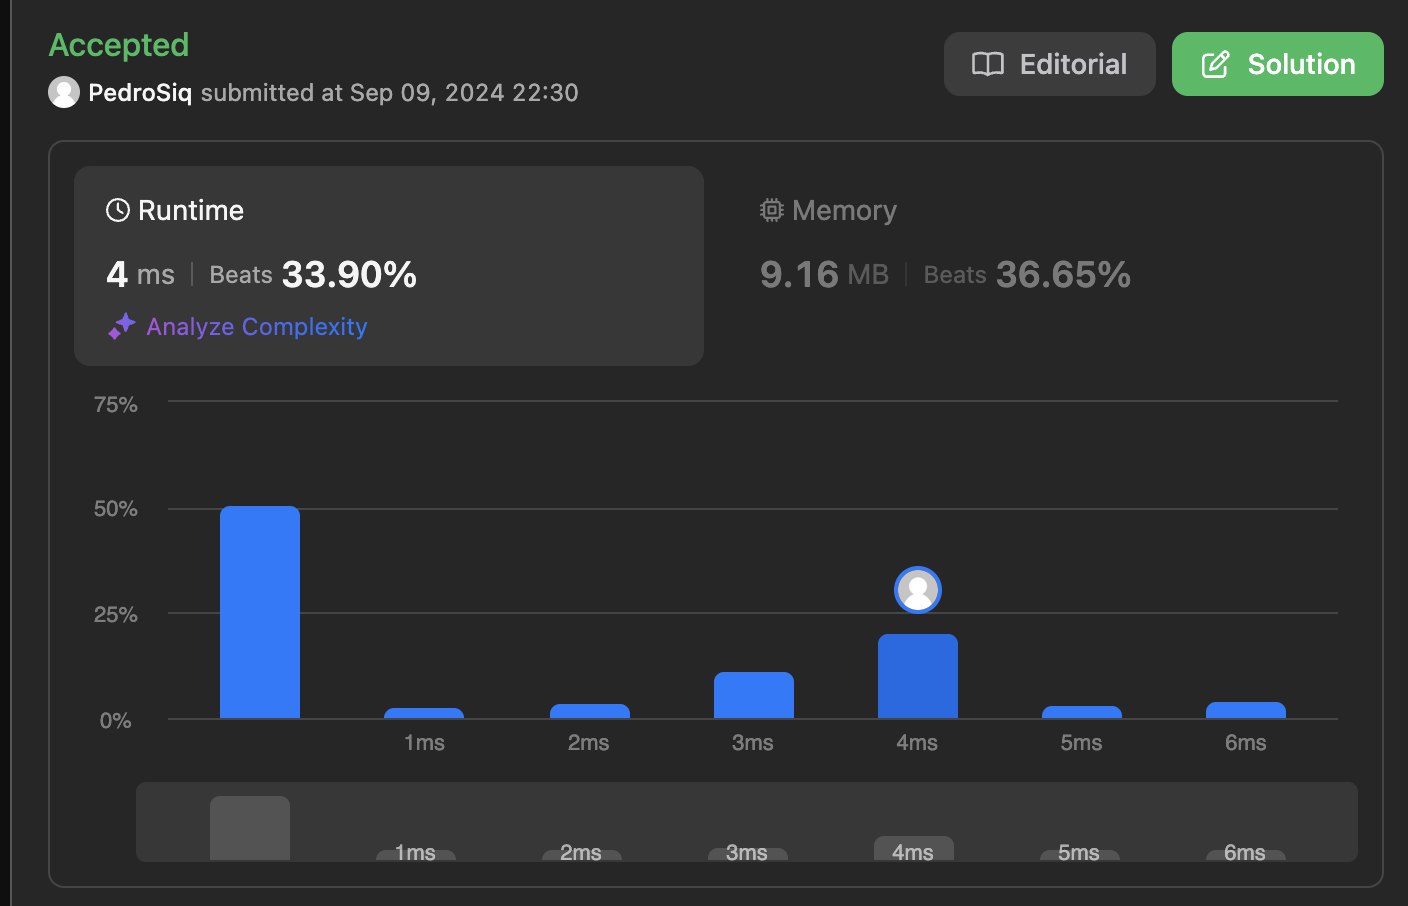 Accepted
Editorial
Solution
PedroSiq submitted at Sep 09, 2024 22:30
Runtime
4 ms | Beats 33.90%
Analyze Complexity
Memory
9.16 MB | Beats 36.65%
75%
50%
25%
0%
1ms 2ms 3ms 4ms 5ms 6ms
1ms 2ms 3ms 4ms 5ms 6ms